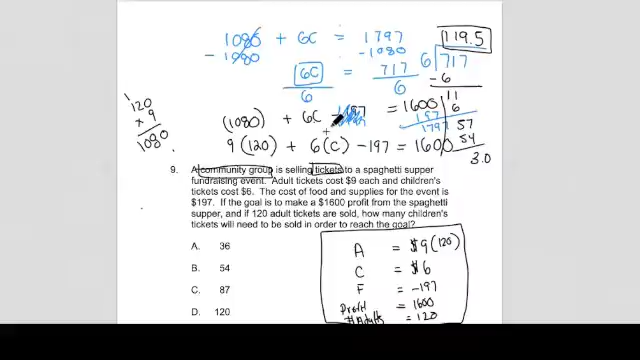 1080 + 6C = 1797
119.5
- 1080
-1080
6C = 717
6 6
6 717
-6
11
6
57
54
3.0
120
x 9
1080
(1080) + 6C - 197 = 1600
197
1797
9(120) + 6(C) - 197 = 1600
9. A community group is selling tickets to a spaghetti supper
fundraising event. Adult tickets cost $9 each and children's
tickets cost $6. The cost of food and supplies for the event is
$197. If the goal is to make a $1600 profit from the spaghetti
supper, and if 120 adult tickets are sold, how many children's
tickets will need to be sold in order to reach the goal?
A. 36
B. 54
C. 87
D. 120
A = $9(120)
C = $6
F = -197
Profit = 1600
# Adults = 120